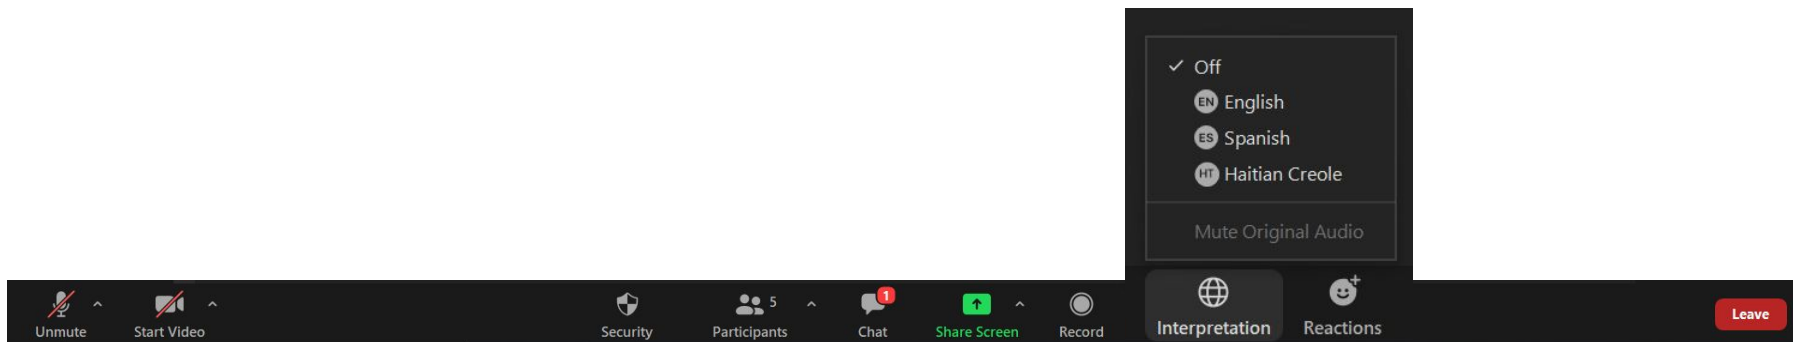 Off
EN English
ES Spanish
HT Haitian Creole
Mute Original Audio
Unmute
Start Video
Security
Participants
5
Chat
1
Share Screen
Record
Interpretation
Reactions
Leave